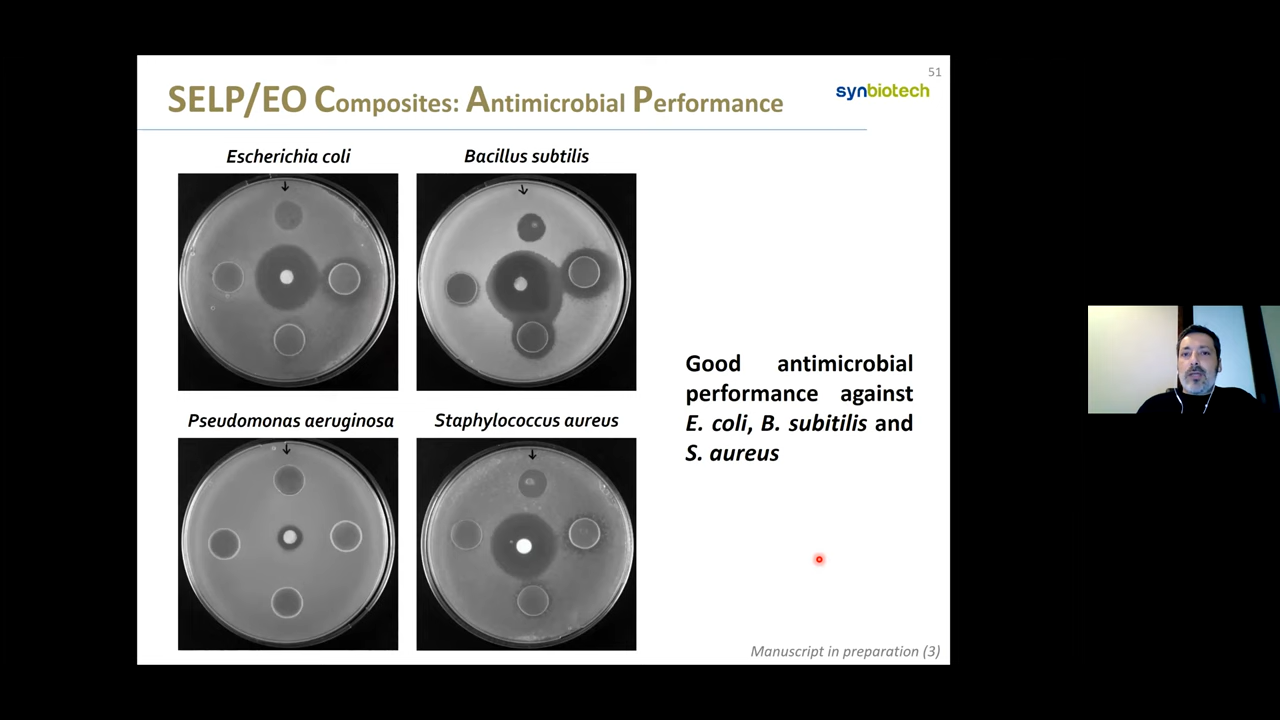 51
SELP/EO Composites: Antimicrobial Performance
synbiotech
Escherichia coli
Bacillus subtilis
Pseudomonas aeruginosa
Staphylococcus aureus
Good antimicrobial
performance against
E. coli, B. subitilis and
S. aureus
Manuscript in preparation (3)